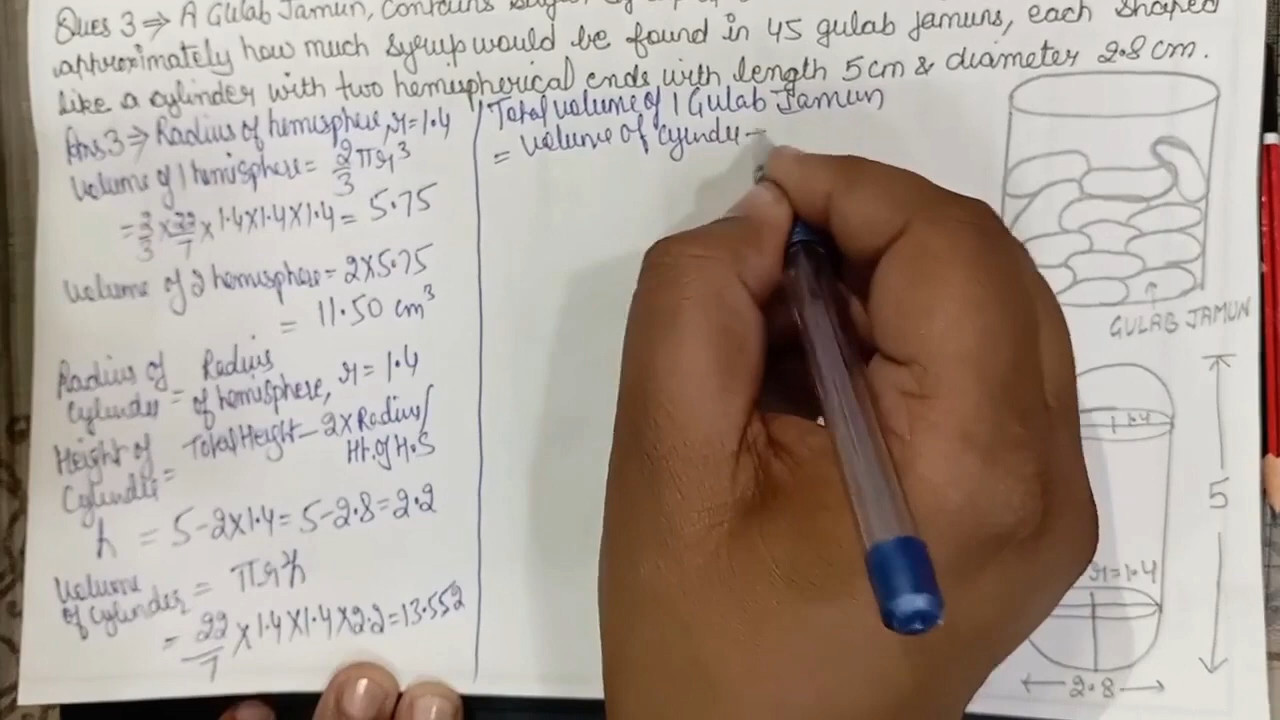 Ques 3 ⇒ A Gulab Jamun, contains sugar
approximately how much syrup would be found in 45 gulab jamuns, each shaped
like a cylinder with two hemispherical ends with length 5cm & diameter 2.8 cm.
Ans 3 ⇒ Radius of hemisphere, r = 1.4
Volume of 1 hemisphere = 2/3 πr³
= 2/3 × 22/7 × 1.4 × 1.4 × 1.4 = 5.75
Volume of 2 hemisphere = 2×5.75
= 11.50 cm³
Radius of Cylinder = Radius of hemisphere, r = 1.4
Height of Cylinder = Total Height - 2 × Radius/ Ht. of H.S
h = 5 - 2×1.4 = 5 - 2.8 = 2.2
Volume of cylinder = πr²h
= 22/7 × 1.4 × 1.4 × 2.2 = 13.552
Total volume of 1 Gulab Jamun
= volume of cylinder
GULAB JAMUN
1.4
5
r = 1.4
2.8